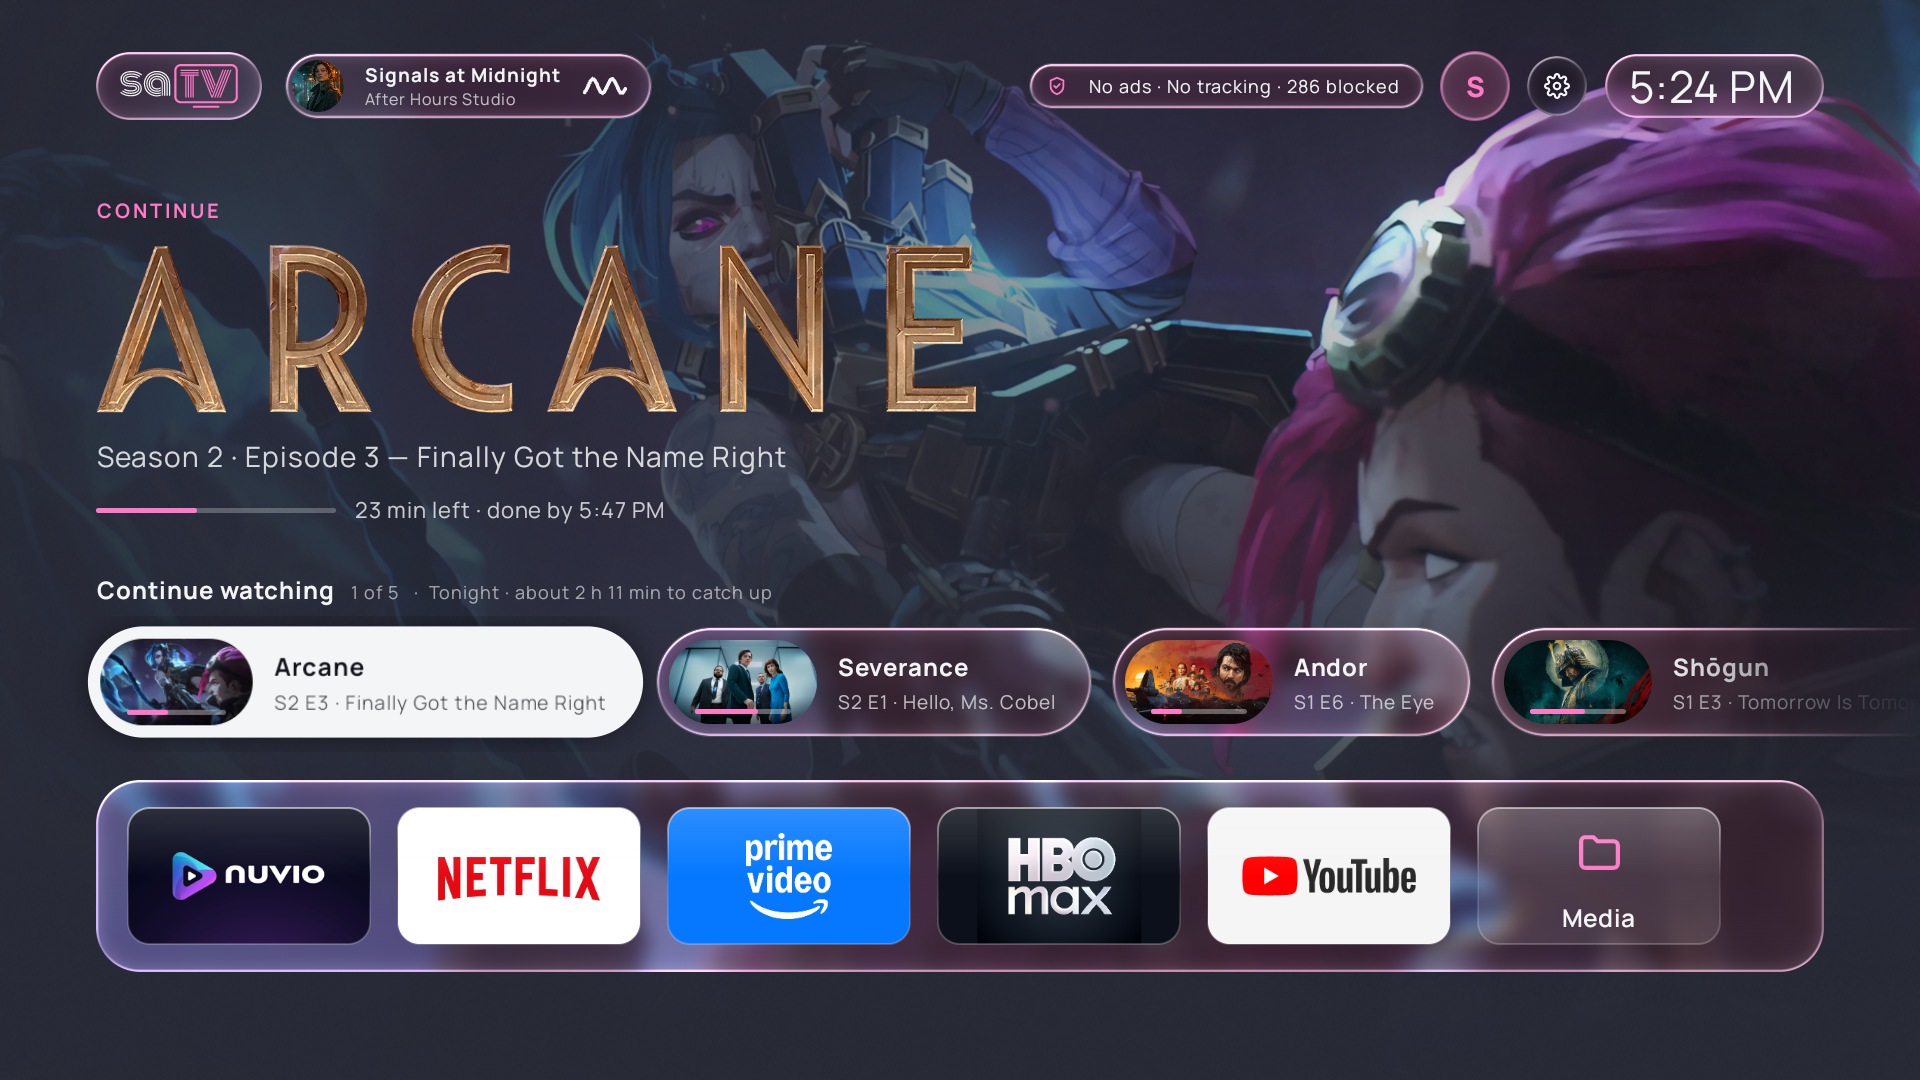 saTV
Signals at Midnight
After Hours Studio
No ads · No tracking · 286 blocked
S
5:24 PM
CONTINUE
ARCANE
Season 2 · Episode 3 — Finally Got the Name Right
23 min left · done by 5:47 PM
Continue watching 1 of 5 · Tonight · about 2 h 11 min to catch up
Arcane
S2 E3 · Finally Got the Name Right
Severance
S2 E1 · Hello, Ms. Cobel
Andor
S1 E6 · The Eye
Shōgun
S1 E3 · Tomorrow Is
nuvio
NETFLIX
prime
video
HBO
max
YouTube
Media